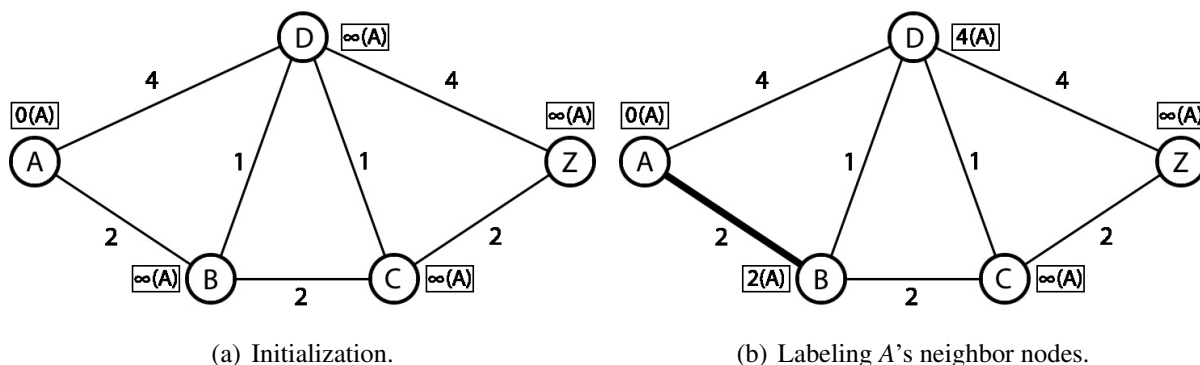 D ∞(A)
4 4
0(A) ∞(A)
A 1 1 Z
2 2
∞(A) B C ∞(A)
2
(a) Initialization.
D 4(A)
4 4
0(A) ∞(A)
A 1 1 Z
2 2
2(A) B C ∞(A)
2
(b) Labeling A's neighbor nodes.